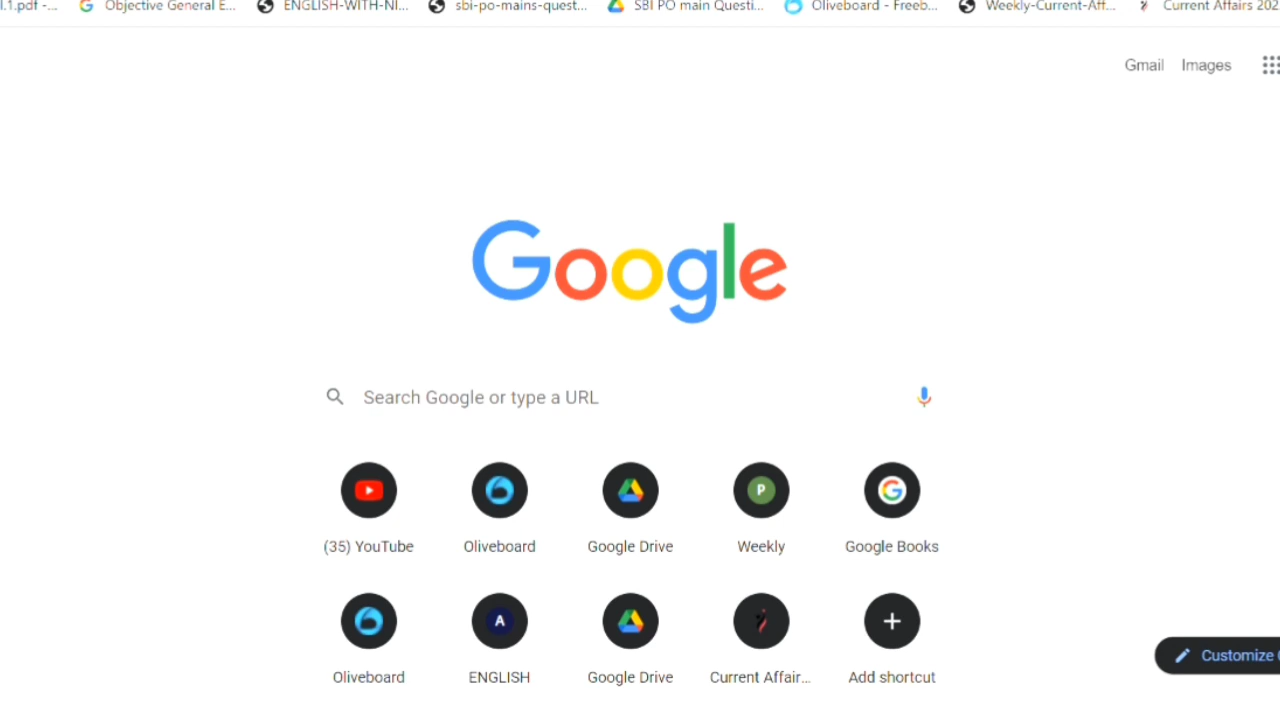 l.1.pdf -... Objective General E... ENGLISH-WITH-NI... sbi-po-mains-quest... SBI PO main Questi... Oliveboard - Freeb... Weekly-Current-Aff... Current Affairs 202
Gmail Images
Google
Search Google or type a URL
(35) YouTube Oliveboard Google Drive P Weekly Google Books
Oliveboard A ENGLISH Google Drive Current Affair... Add shortcut
Customize